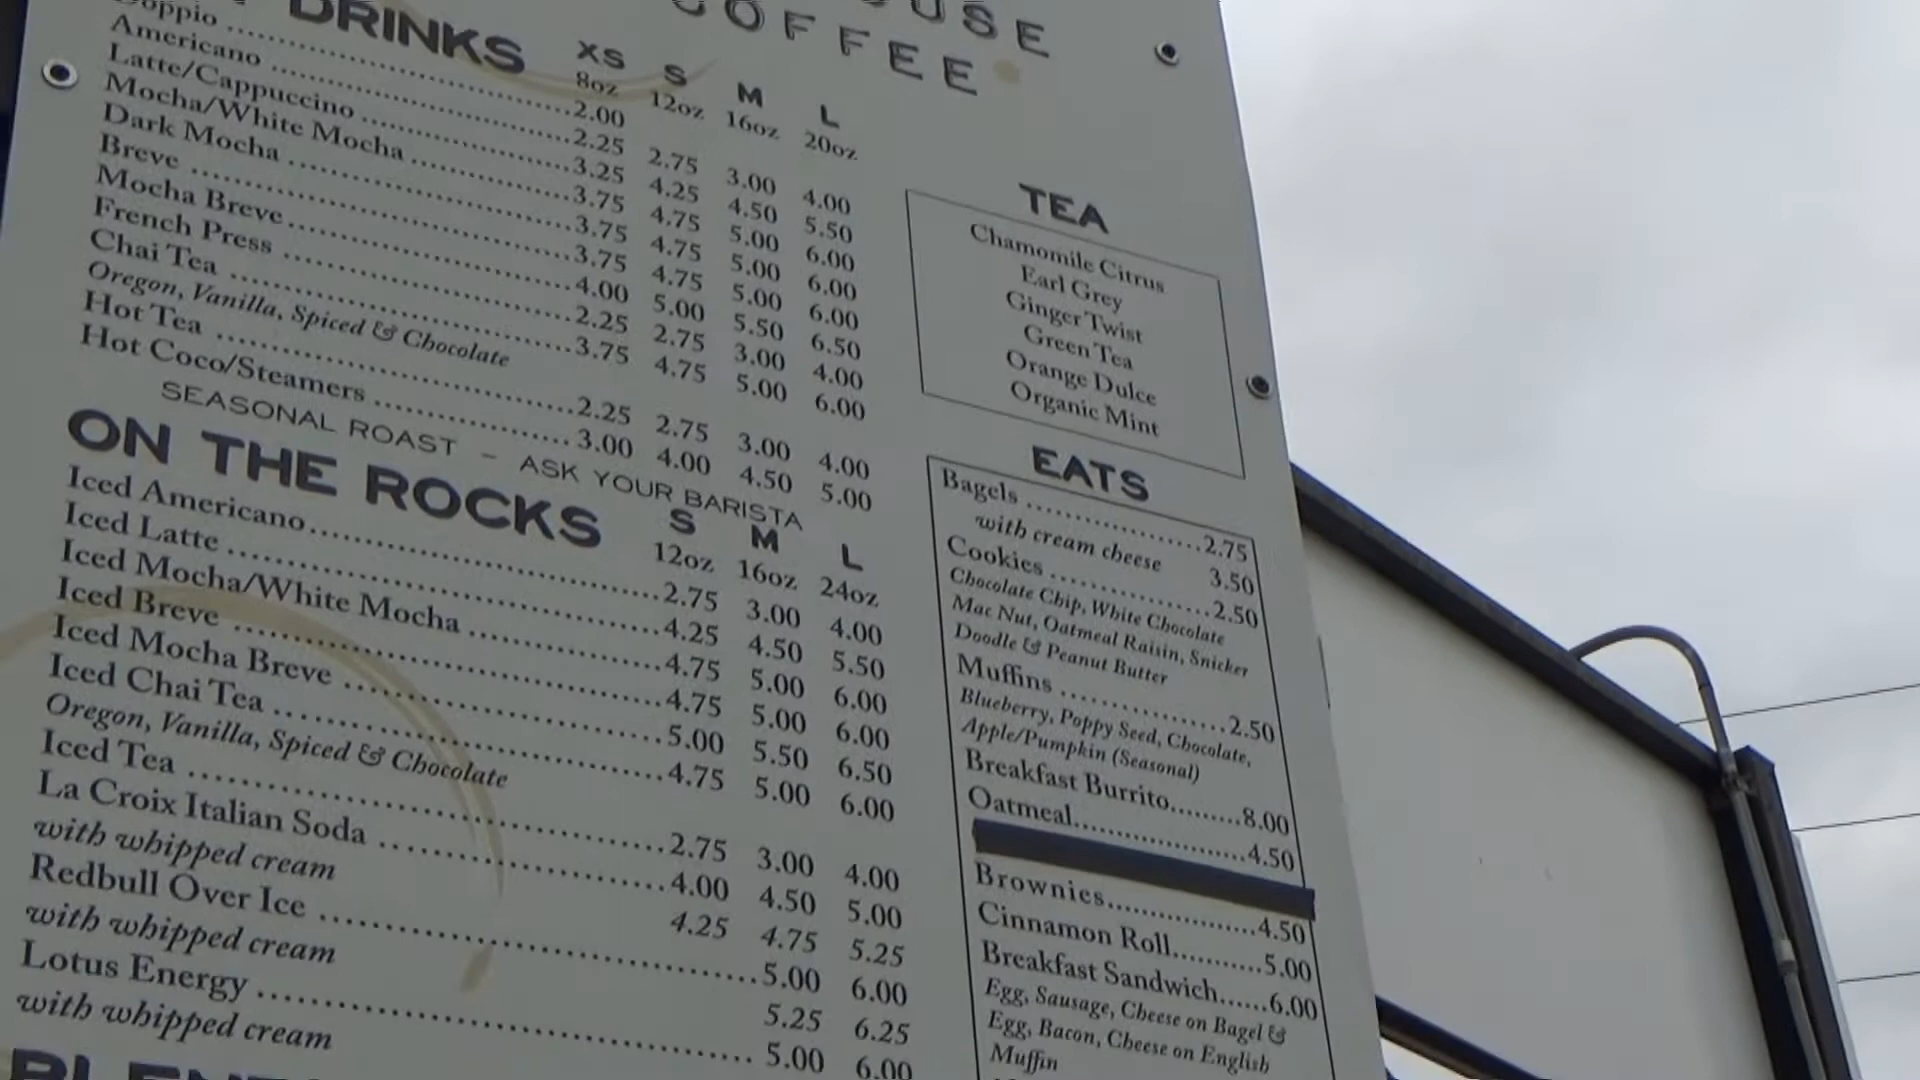 DRINKS
XS S M L
8oz 12oz 16oz 20oz
Doppio 2.00
Americano 2.25 2.75 3.00 4.00
Latte/Cappuccino 3.25 4.25 4.50 5.50
Mocha/White Mocha 3.75 4.75 5.00 6.00
Dark Mocha 3.75 4.75 5.00 6.00
Breve 3.75 4.75 5.00 6.00
Mocha Breve 4.00 5.00 5.50 6.50
French Press 2.25 2.75 3.00 4.00
Chai Tea 3.75 4.75 5.00 6.00
Oregon, Vanilla, Spiced & Chocolate
Hot Tea 2.25 2.75 3.00 4.00
Hot Coco/Steamers 3.00 4.00 4.50 5.00
SEASONAL ROAST - ASK YOUR BARISTA
ON THE ROCKS
S M L
12oz 16oz 24oz
Iced Americano 2.75 3.00 4.00
Iced Latte 4.25 4.50 5.50
Iced Mocha/White Mocha 4.75 5.00 6.00
Iced Breve 4.75 5.00 6.00
Iced Mocha Breve 5.00 5.50 6.50
Iced Chai Tea 4.75 5.00 6.00
Oregon, Vanilla, Spiced & Chocolate
Iced Tea 2.75 3.00 4.00
La Croix Italian Soda 4.00 4.50 5.00
with whipped cream 4.25 4.75 5.25
Redbull Over Ice 5.00 6.00
with whipped cream 5.25 6.25
Lotus Energy 5.00 6.00
with whipped cream
COFFEE
TEA
Chamomile Citrus
Earl Grey
Ginger Twist
Green Tea
Orange Dulce
Organic Mint
EATS
Bagels 2.75
with cream cheese 3.50
Cookies 2.50
Chocolate Chip, White Chocolate
Mac Nut, Oatmeal Raisin, Snicker
Doodle & Peanut Butter
Muffins 2.50
Blueberry, Poppy Seed, Chocolate,
Apple/Pumpkin (Seasonal)
Breakfast Burrito 8.00
Oatmeal 4.50
Brownies 4.50
Cinnamon Roll 5.00
Breakfast Sandwich 6.00
Egg, Sausage, Cheese on Bagel &
Egg, Bacon, Cheese on English
Muffin